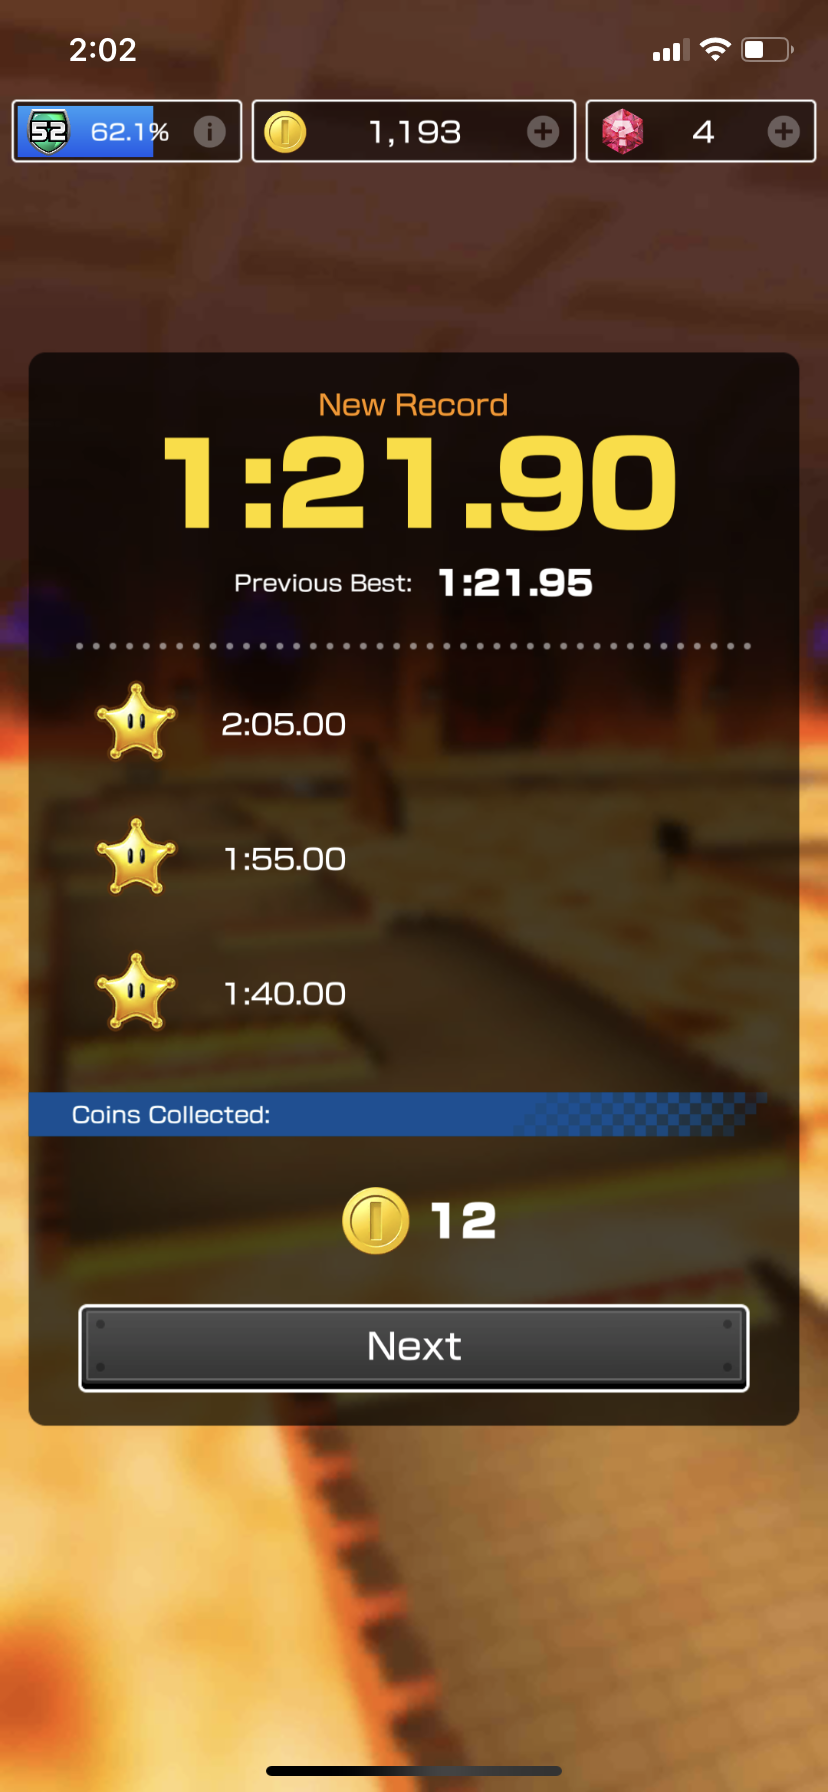 2:02
52 62.1% i 1,193 + ? 4 +
New Record
1:21.90
Previous Best: 1:21.95
2:05.00
1:55.00
1:40.00
Coins Collected:
12
Next